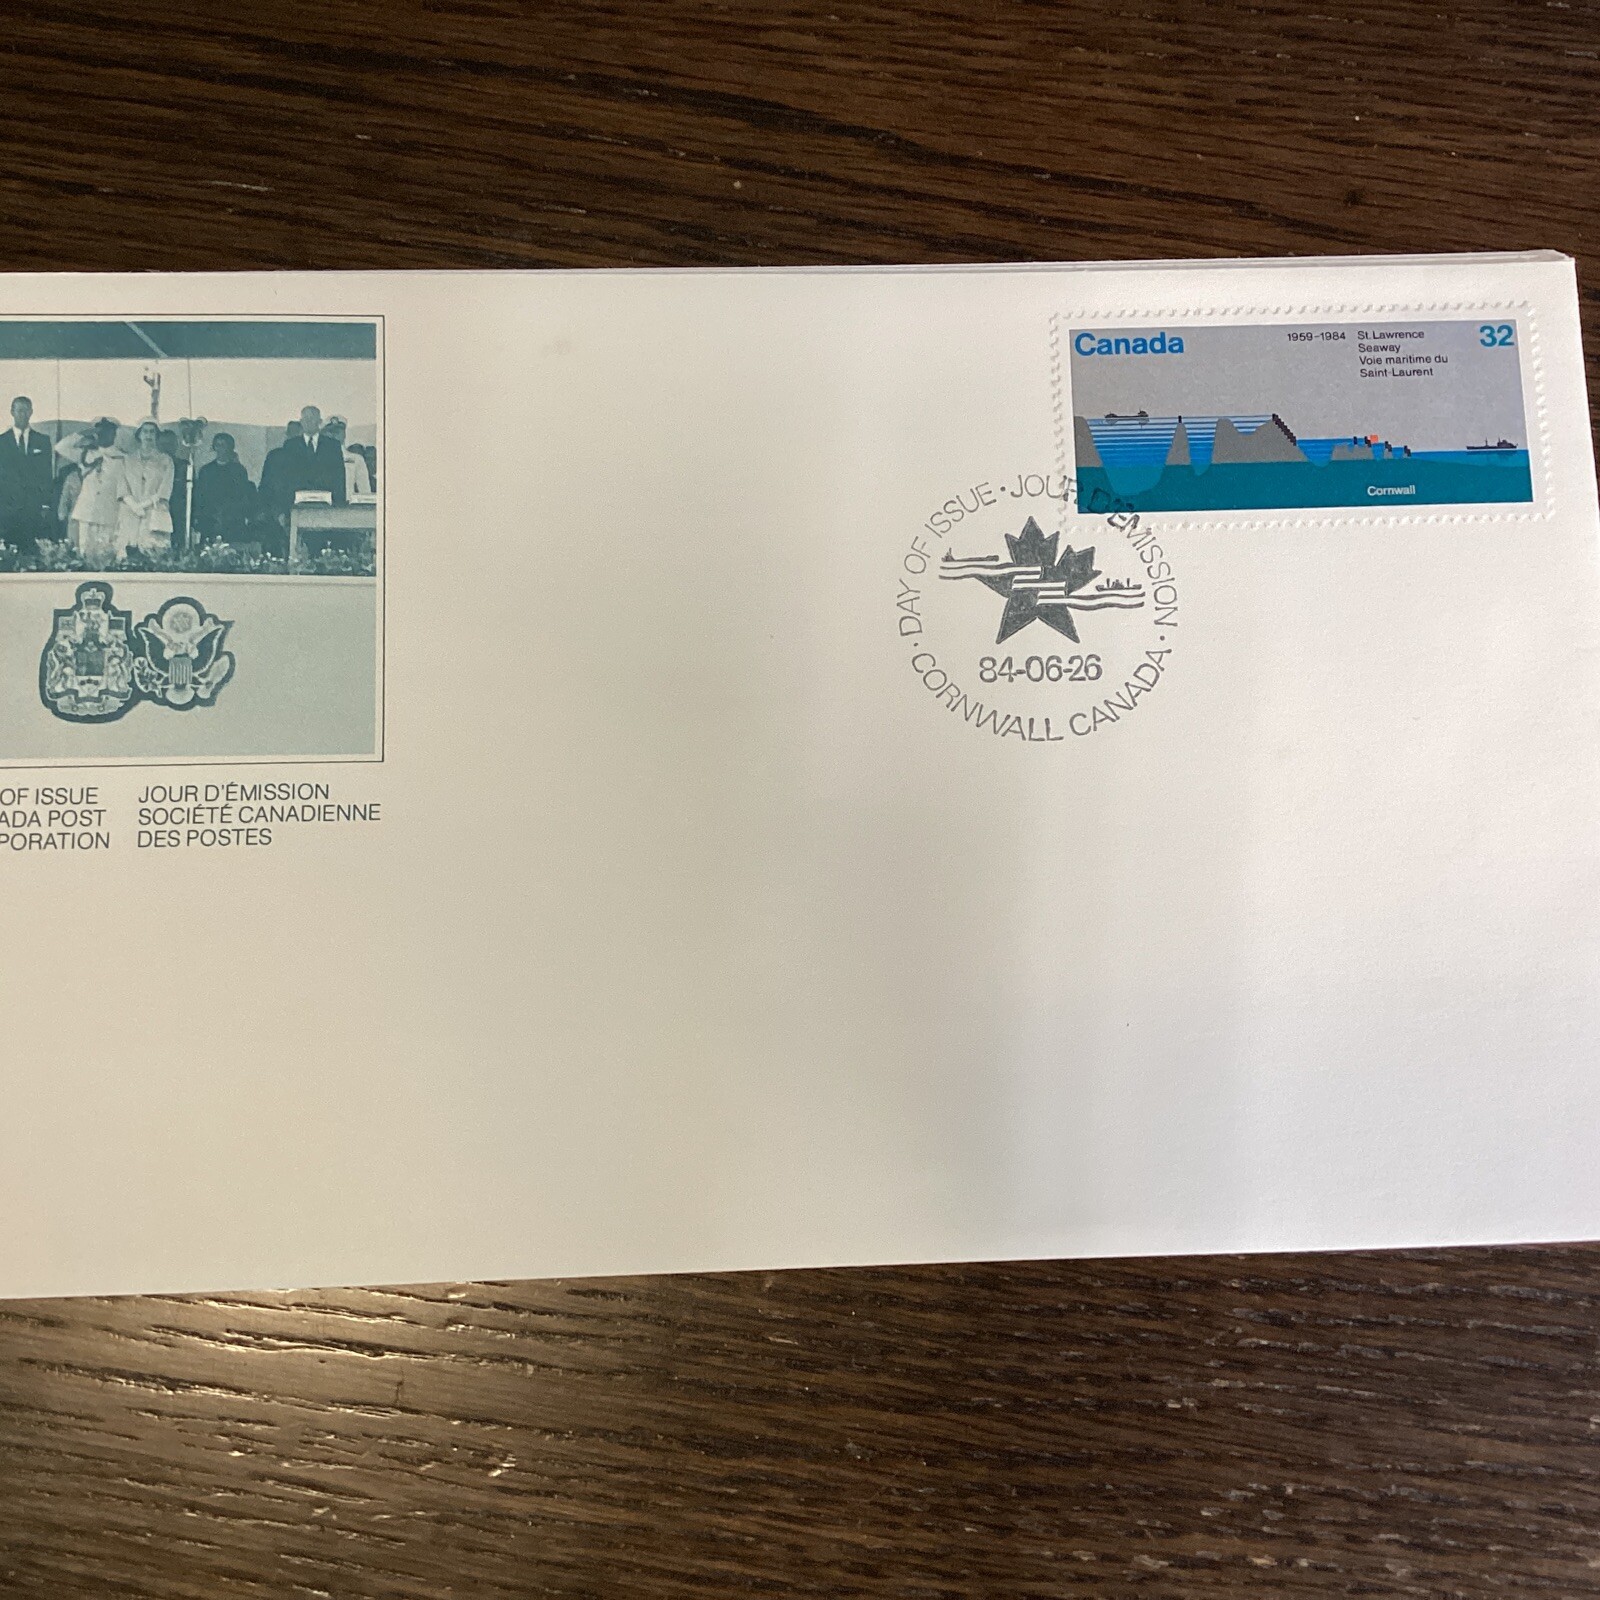 Canada
1959-1984
St. Lawrence
Seaway
Voie maritime du
Saint-Laurent
32
Cornwall
· DAY OF ISSUE · JOUR D'ÉMISSION ·
84-06-26
CORNWALL CANADA
OF ISSUE
ADA POST
PORATION
JOUR D'ÉMISSION
SOCIÉTÉ CANADIENNE
DES POSTES